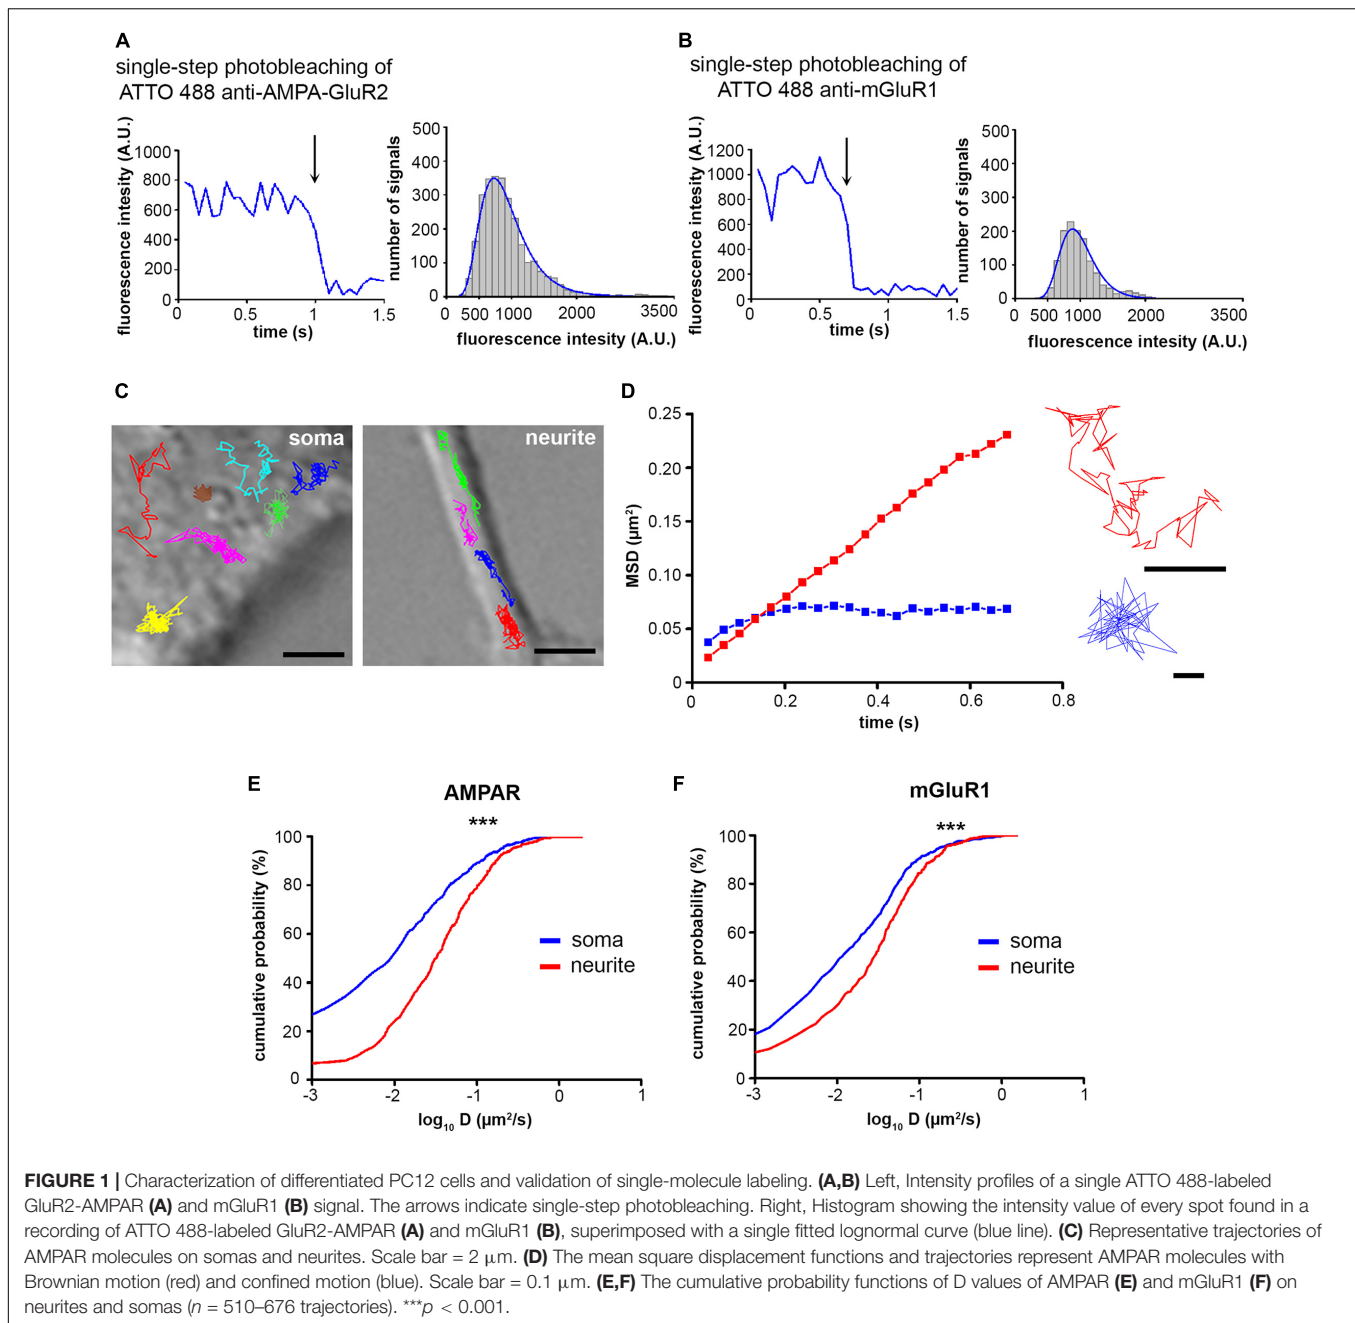 A
single-step photobleaching of
ATTO 488 anti-AMPA-GluR2
fluorescence intesity (A.U.)
1000
800
600
400
200
0
0
0.5
1
1.5
time (s)
number of signals
500
400
300
200
100
0
0
500
1000
2000
3500
fluorescence intesity (A.U.)
B
single-step photobleaching of
ATTO 488 anti-mGluR1
fluorescence intesity (A.U.)
1200
1000
800
600
400
200
0
0
0.5
1
1.5
time (s)
number of signals
500
400
300
200
100
0
0
500
1000
2000
3500
fluorescence intesity (A.U.)
C
soma
neurite
D
MSD (µm²)
0.25
0.20
0.15
0.10
0.05
0
0
0.2
0.4
0.6
0.8
time (s)
E
AMPAR
***
cumulative probability (%)
100
80
60
40
20
0
soma
neurite
-3
-2
-1
0
1
log₁₀ D (µm²/s)
F
mGluR1
***
cumulative probability (%)
100
80
60
40
20
0
soma
neurite
-3
-2
-1
0
1
log₁₀ D (µm²/s)
FIGURE 1 | Characterization of differentiated PC12 cells and validation of single-molecule labeling. (A,B) Left, Intensity profiles of a single ATTO 488-labeled
GluR2-AMPAR (A) and mGluR1 (B) signal. The arrows indicate single-step photobleaching. Right, Histogram showing the intensity value of every spot found in a
recording of ATTO 488-labeled GluR2-AMPAR (A) and mGluR1 (B), superimposed with a single fitted lognormal curve (blue line). (C) Representative trajectories of
AMPAR molecules on somas and neurites. Scale bar = 2 µm. (D) The mean square displacement functions and trajectories represent AMPAR molecules with
Brownian motion (red) and confined motion (blue). Scale bar = 0.1 µm. (E,F) The cumulative probability functions of D values of AMPAR (E) and mGluR1 (F) on
neurites and somas (n = 510–676 trajectories). ***p < 0.001.